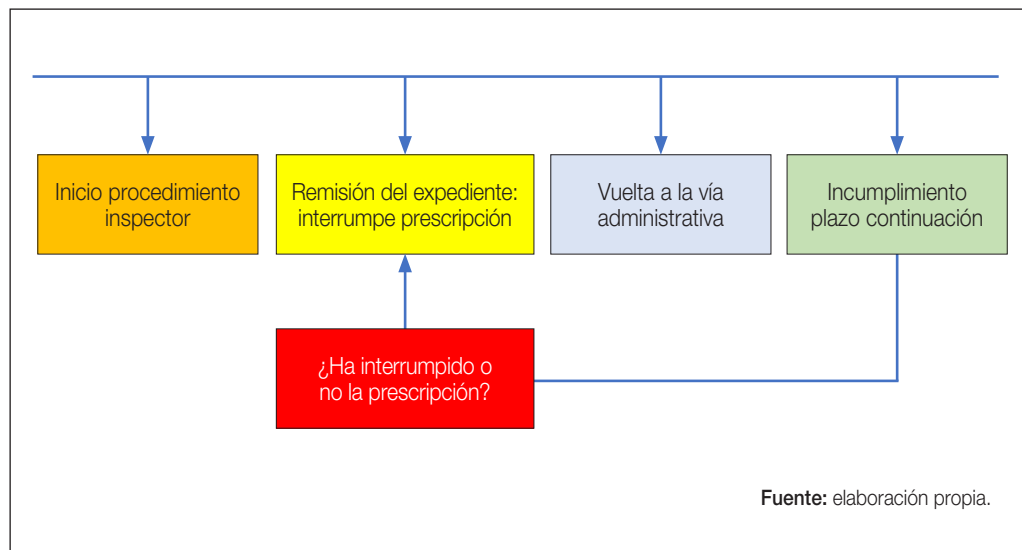 Inicio procedimiento
inspector
Remisión del expediente:
interrumpe prescripción
Vuelta a la vía
administrativa
Incumplimiento
plazo continuación
¿Ha interrumpido o
no la prescripción?
Fuente: elaboración propia.